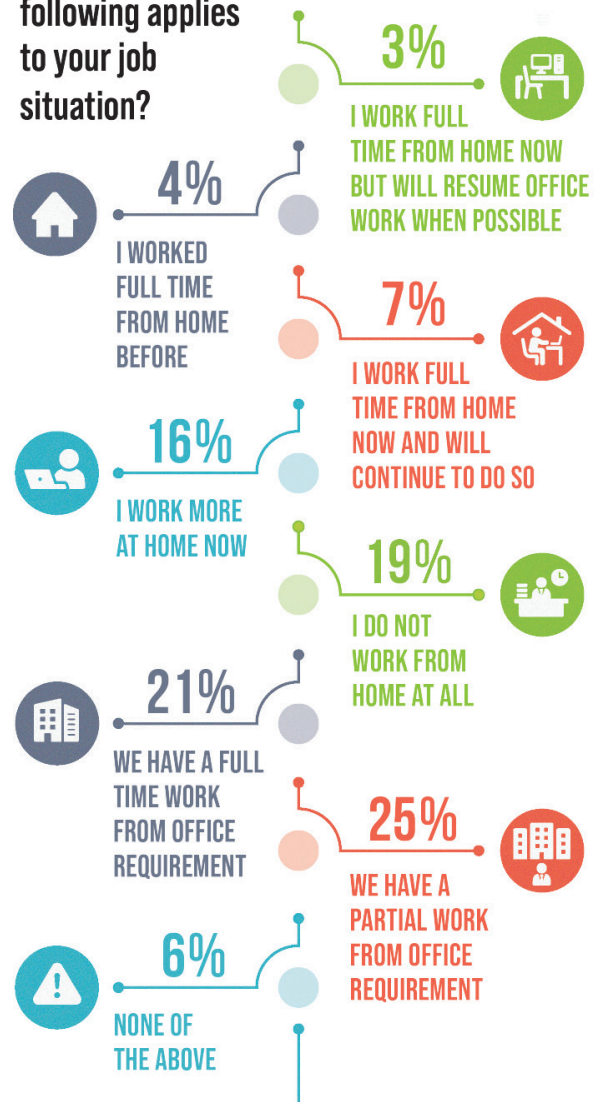 following applies
to your job
situation?
3%
I WORK FULL
TIME FROM HOME NOW
BUT WILL RESUME OFFICE
WORK WHEN POSSIBLE
4%
I WORKED
FULL TIME
FROM HOME
BEFORE
7%
I WORK FULL
TIME FROM HOME
NOW AND WILL
CONTINUE TO DO SO
16%
I WORK MORE
AT HOME NOW
19%
I DO NOT
WORK FROM
HOME AT ALL
21%
WE HAVE A FULL
TIME WORK
FROM OFFICE
REQUIREMENT
25%
WE HAVE A
PARTIAL WORK
FROM OFFICE
REQUIREMENT
6%
NONE OF
THE ABOVE